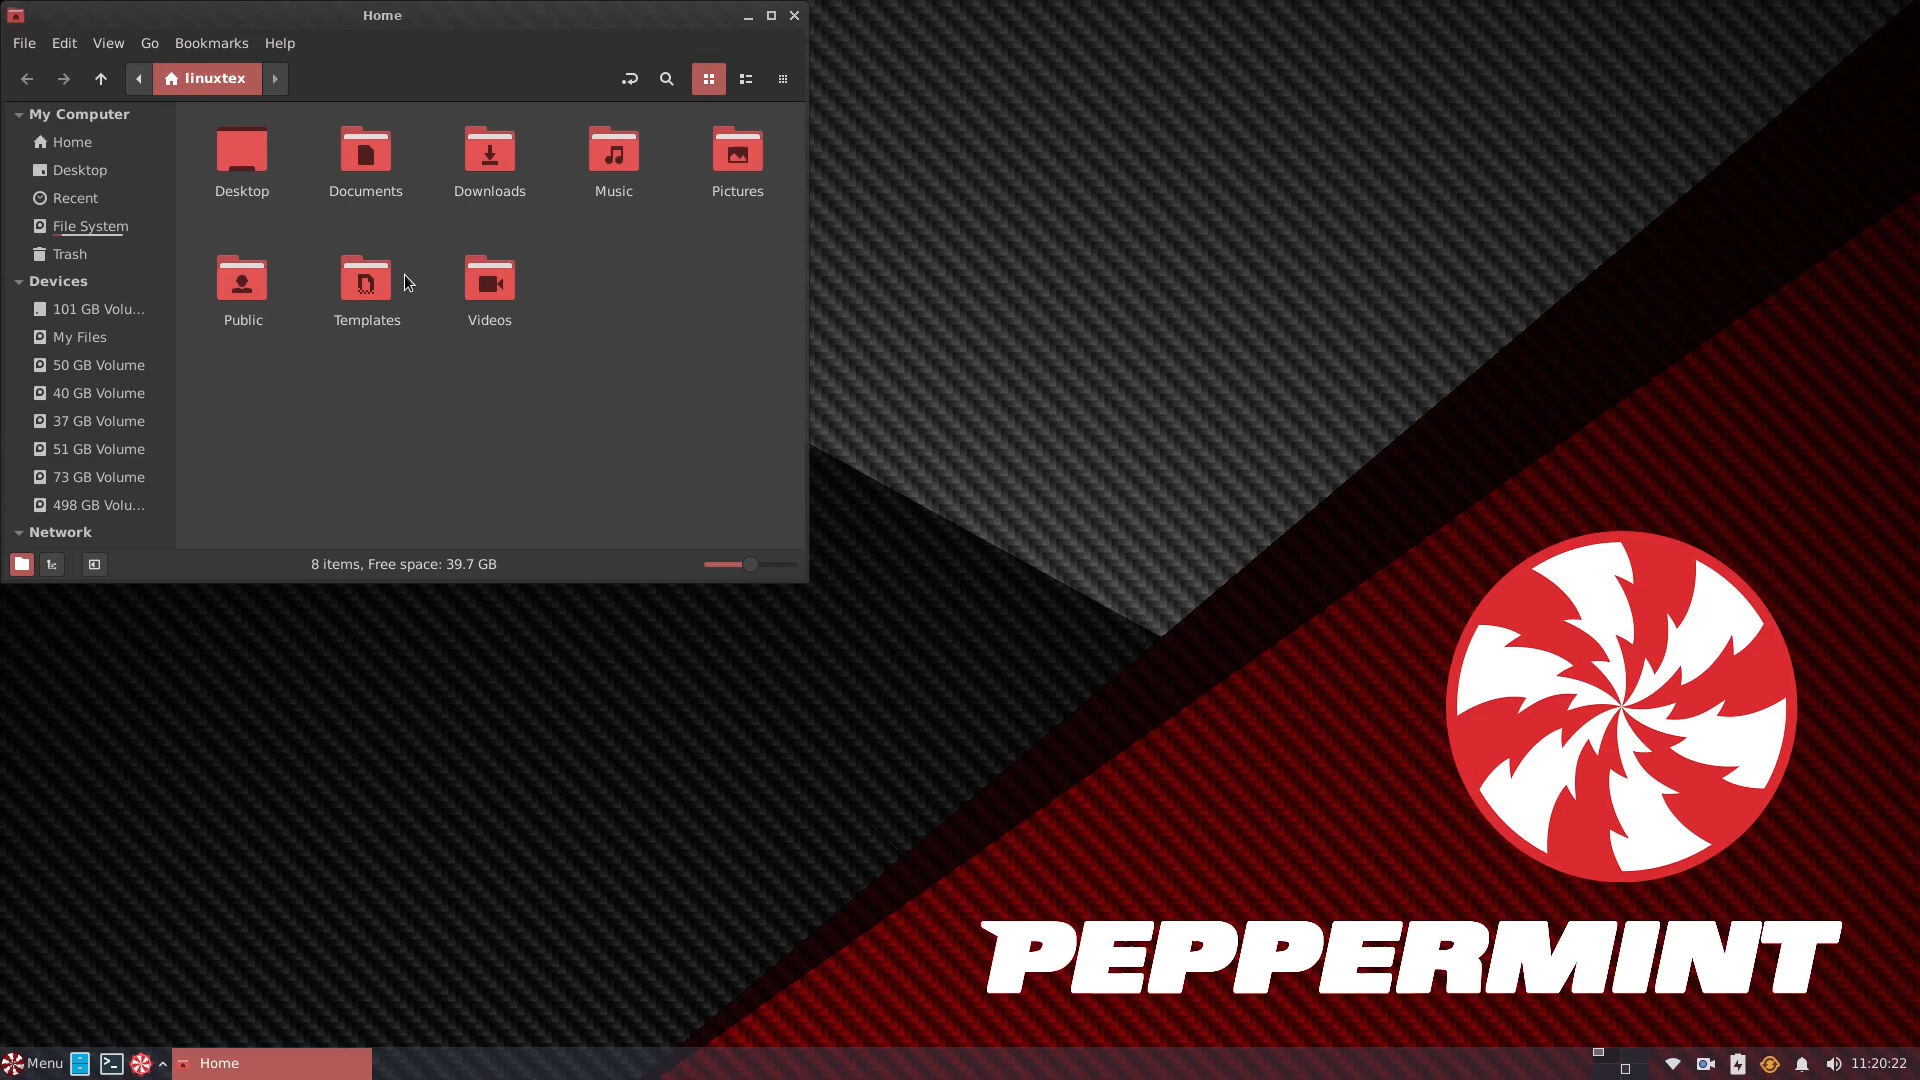 Home
File Edit View Go Bookmarks Help
linuxtex
My Computer
Home
Desktop
Recent
File System
Trash
Devices
101 GB Volu...
My Files
50 GB Volume
40 GB Volume
37 GB Volume
51 GB Volume
73 GB Volume
498 GB Volu...
Network
Desktop Documents Downloads Music Pictures
Public Templates Videos
8 items, Free space: 39.7 GB
PEPPERMINT
Menu Home 11:20:22